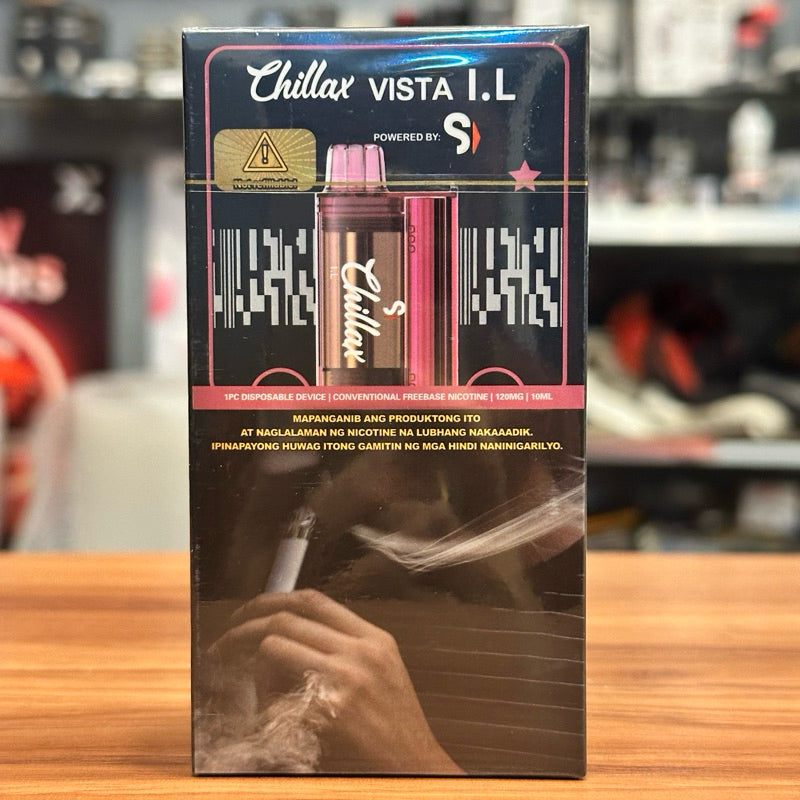 Chillax VISTA I.L
POWERED BY: S
Not refillable!
I.L
Chillax
S
1PC DISPOSABLE DEVICE | CONVENTIONAL FREEBASE NICOTINE | 120MG | 10ML
MAPANGANIB ANG PRODUKTONG ITO
AT NAGLALAMAN NG NICOTINE NA LUBHANG NAKAAADIK.
IPINAPAYONG HUWAG ITONG GAMITIN NG MGA HINDI NANINIGARILYO.